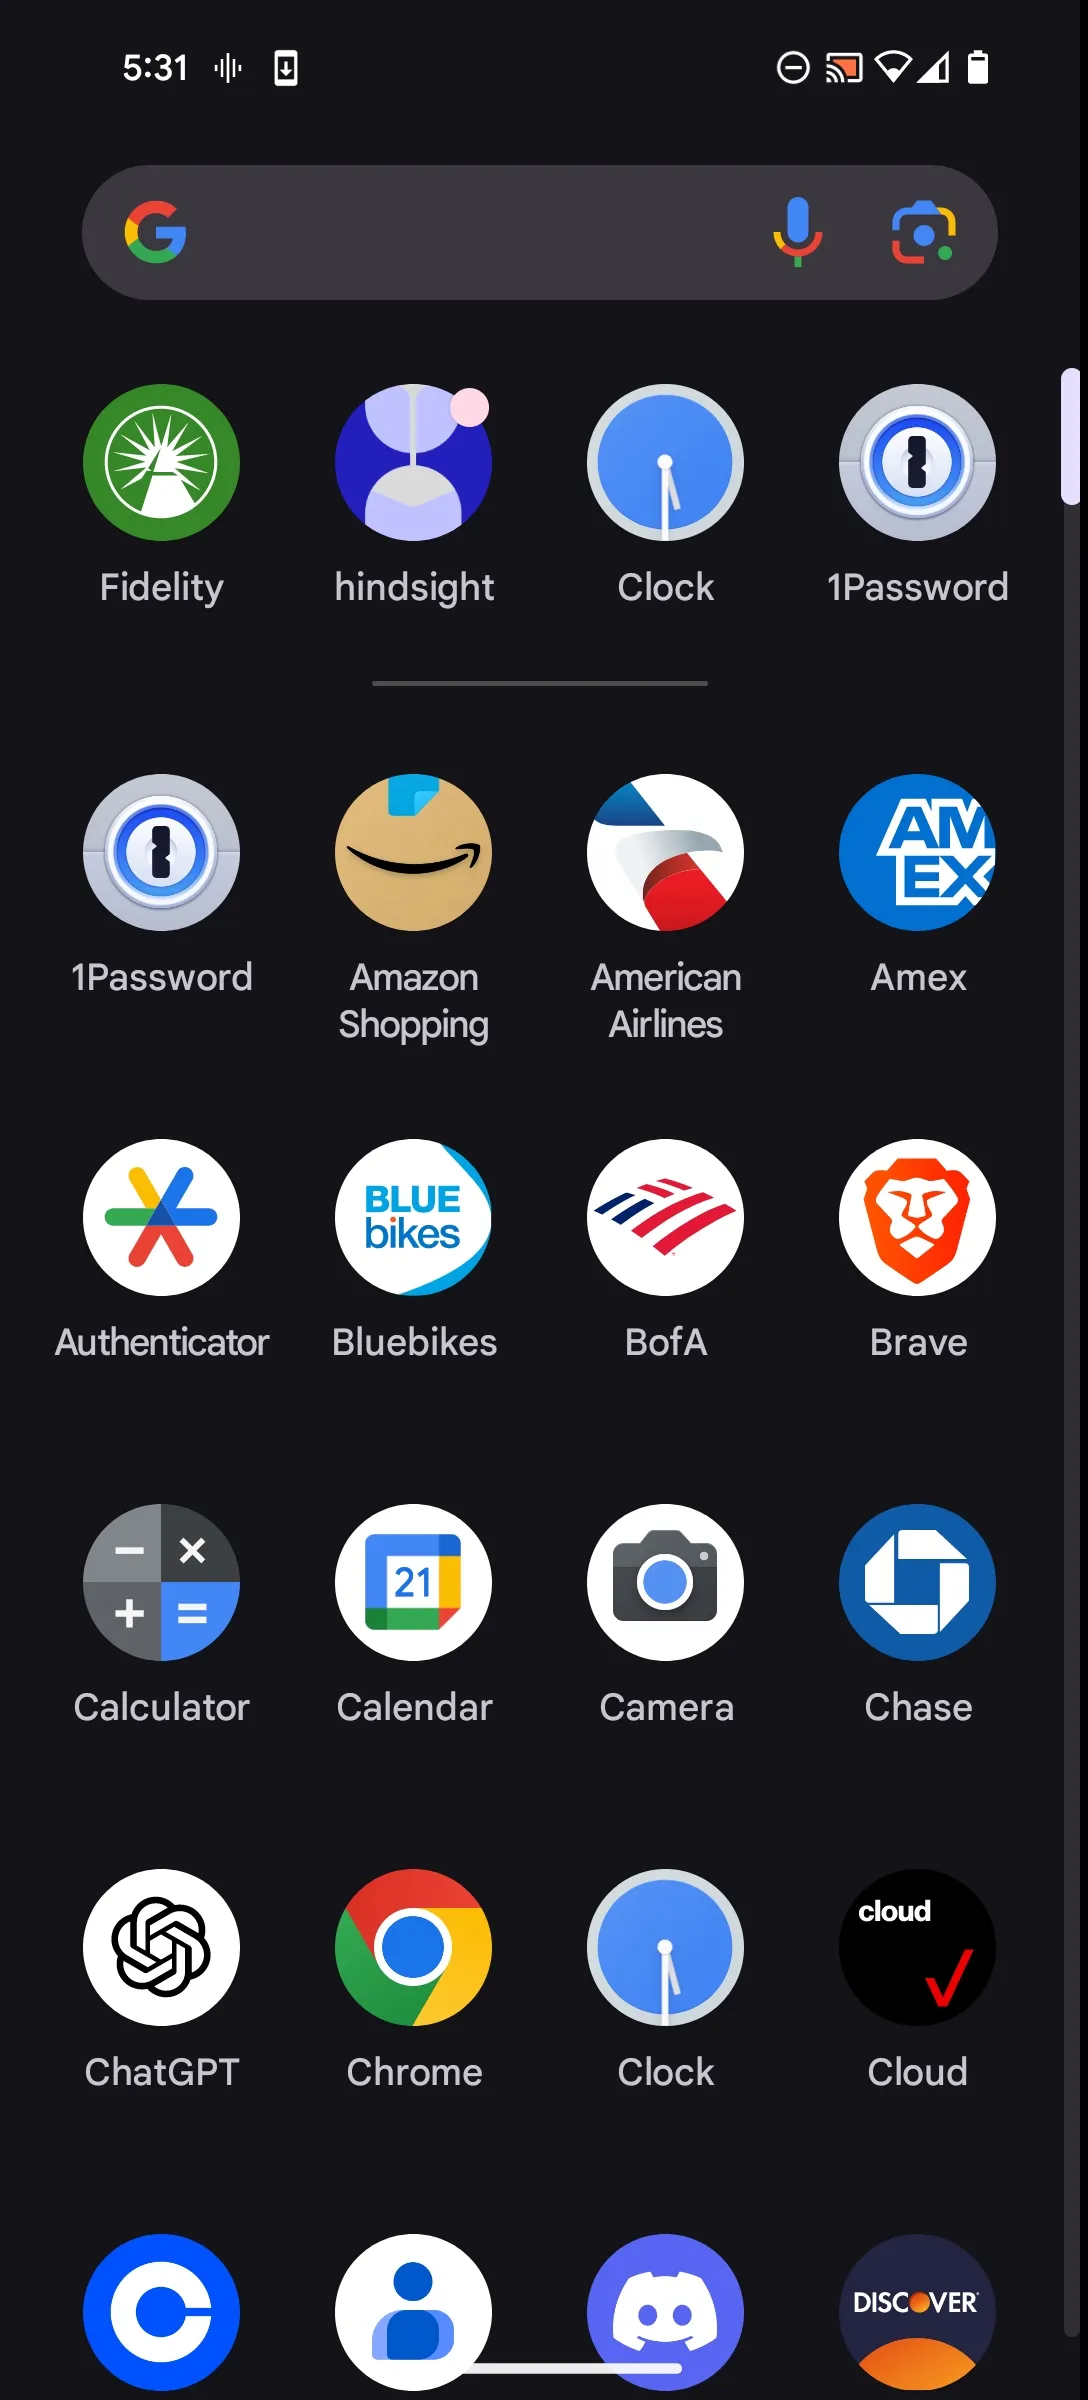 5:31
Fidelity
hindsight
Clock
1Password
1Password
Amazon
Shopping
American
Airlines
AM
EX
Amex
Authenticator
BLUE
bikes
Bluebikes
BofA
Brave
Calculator
21
Calendar
Camera
Chase
ChatGPT
Chrome
Clock
cloud
Cloud
DISCOVER